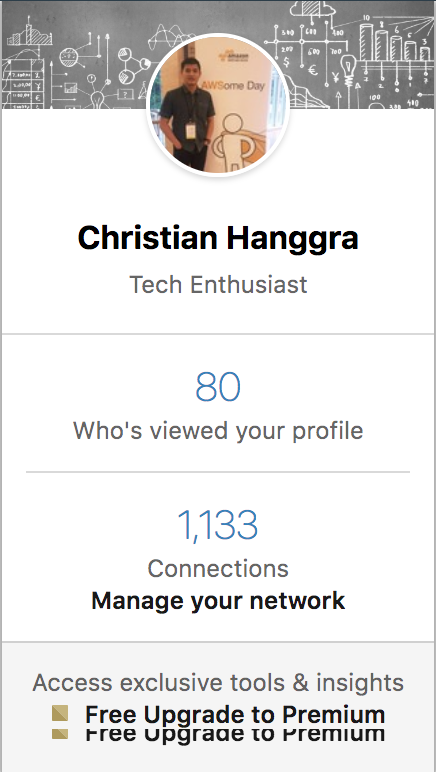 amazon
AWSome Day
Christian Hanggra
Tech Enthusiast
80
Who's viewed your profile
1,133
Connections
Manage your network
Access exclusive tools & insights
Free Upgrade to Premium
Free Upgrade to Premium